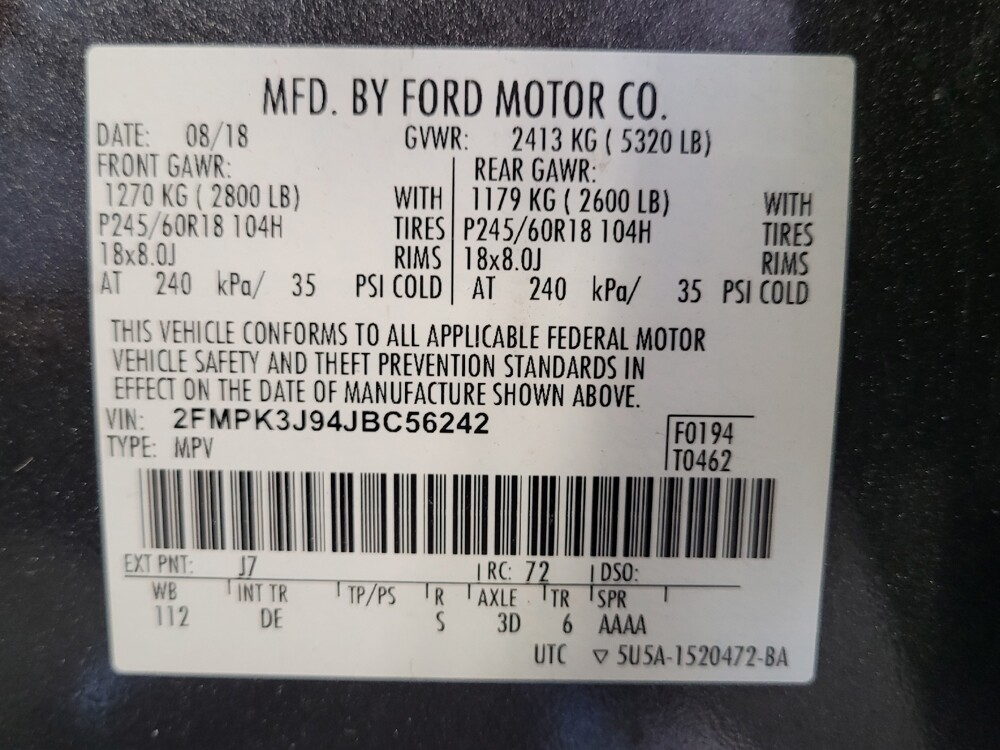 MFD. BY FORD MOTOR CO.
DATE: 08/18 GVWR: 2413 KG ( 5320 LB)
FRONT GAWR: REAR GAWR:
1270 KG ( 2800 LB) WITH 1179 KG ( 2600 LB) WITH
P245/60R18 104H TIRES P245/60R18 104H TIRES
18x8.0J RIMS 18x8.0J RIMS
AT 240 kPa/ 35 PSI COLD AT 240 kPa/ 35 PSI COLD
THIS VEHICLE CONFORMS TO ALL APPLICABLE FEDERAL MOTOR
VEHICLE SAFETY AND THEFT PREVENTION STANDARDS IN
EFFECT ON THE DATE OF MANUFACTURE SHOWN ABOVE.
VIN: 2FMPK3J94JBC56242
F0194
TYPE: MPV
T0462
EXT PNT: J7 RC: 72 DSO:
WB INT TR TP/PS R AXLE TR SPR
112 DE S 3D 6 AAAA
UTC ▽ 5U5A-1520472-BA